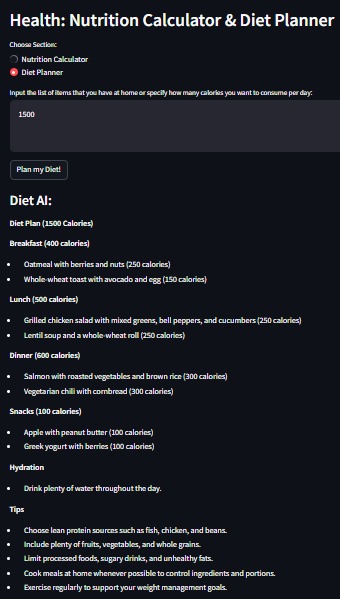 Health: Nutrition Calculator & Diet Planner
Choose Section:
Nutrition Calculator
Diet Planner
Input the list of items that you have at home or specify how many calories you want to consume per day:
1500
Plan my Diet!
Diet AI:
Diet Plan (1500 Calories)
Breakfast (400 calories)
• Oatmeal with berries and nuts (250 calories)
• Whole-wheat toast with avocado and egg (150 calories)
Lunch (500 calories)
• Grilled chicken salad with mixed greens, bell peppers, and cucumbers (250 calories)
• Lentil soup and a whole-wheat roll (250 calories)
Dinner (600 calories)
• Salmon with roasted vegetables and brown rice (300 calories)
• Vegetarian chili with cornbread (300 calories)
Snacks (100 calories)
• Apple with peanut butter (100 calories)
• Greek yogurt with berries (100 calories)
Hydration
• Drink plenty of water throughout the day.
Tips
• Choose lean protein sources such as fish, chicken, and beans.
• Include plenty of fruits, vegetables, and whole grains.
• Limit processed foods, sugary drinks, and unhealthy fats.
• Cook meals at home whenever possible to control ingredients and portions.
• Exercise regularly to support your weight management goals.